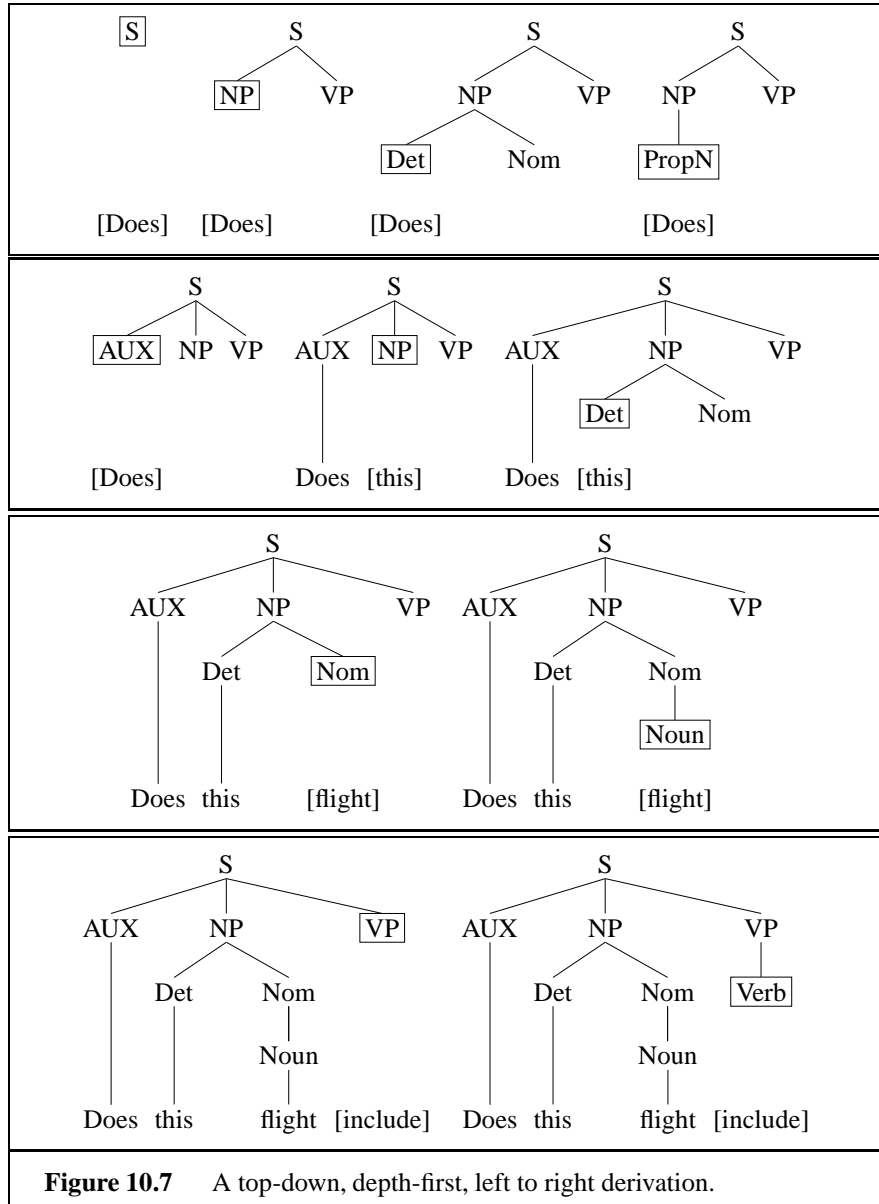 S S S S
NP VP NP VP NP VP
Det Nom PropN
[Does] [Does] [Does] [Does]
S S S
AUX NP VP AUX NP VP AUX NP VP
Det Nom
[Does] Does [this] Does [this]
S S
AUX NP VP AUX NP VP
Det Nom Det Nom
Noun
Does this [flight] Does this [flight]
S S
AUX NP VP AUX NP VP
Det Nom Det Nom Verb
Noun Noun
Does this flight [include] Does this flight [include]
Figure 10.7 A top-down, depth-first, left to right derivation.